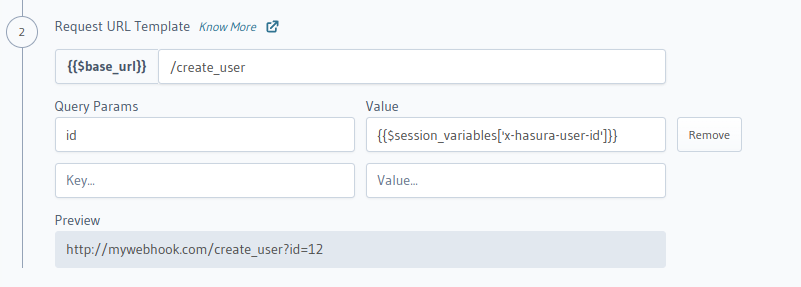 2
Request URL Template Know More
{{$base_url}} /create_user
Query Params Value
id {{$session_variables['x-hasura-user-id']}} Remove
Key... Value...
Preview
http://mywebhook.com/create_user?id=12